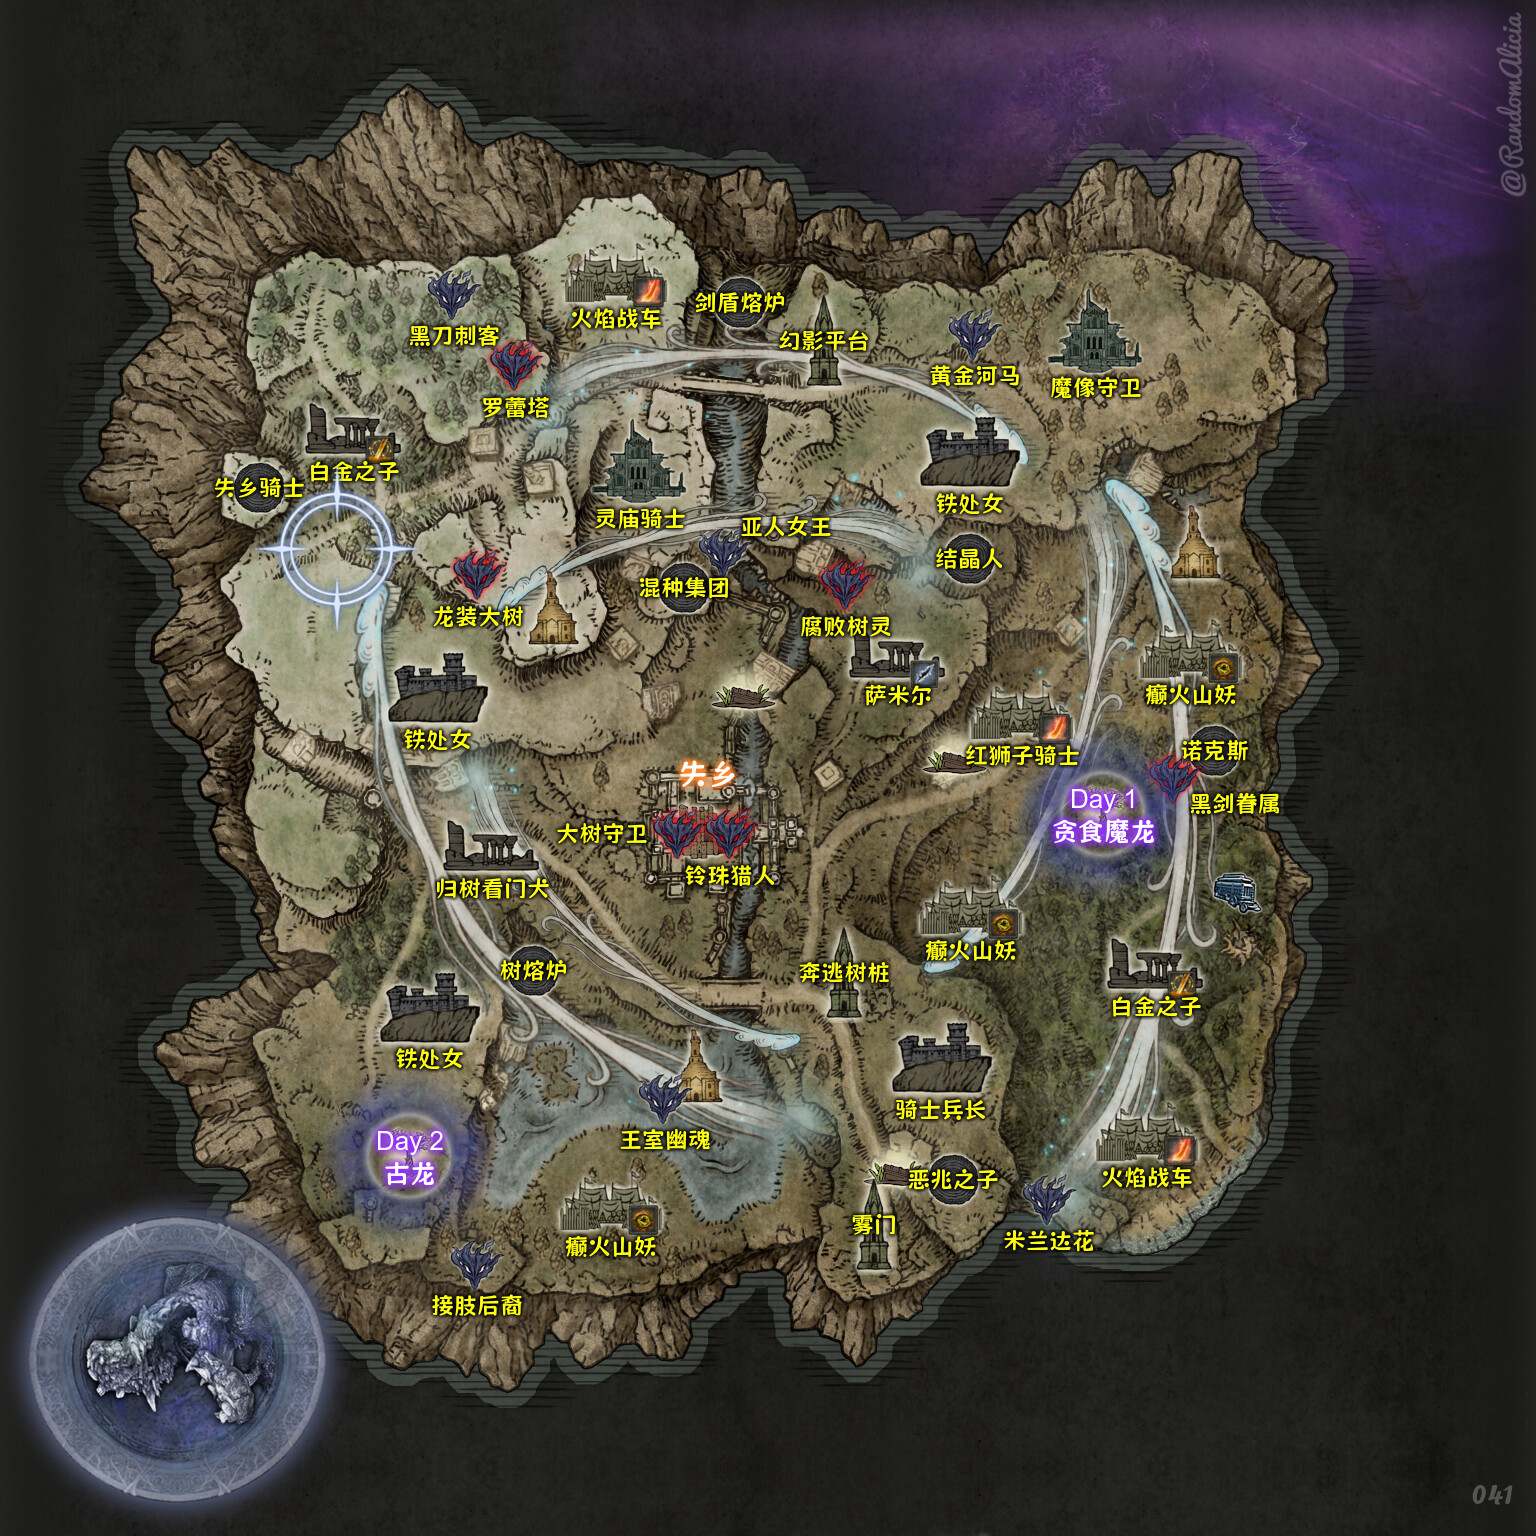 @RandomAlicia
黑刀刺客
火焰战车
剑盾熔炉
幻影平台
黄金河马
魔像守卫
罗蕾塔
白金之子
失乡骑士
灵庙骑士
亚人女王
铁处女
结晶人
混种集团
龙装大树
腐败树灵
萨米尔
癫火山妖
铁处女
红狮子骑士
诺克斯
失乡
Day 1
贪食魔龙
黑剑眷属
大树守卫
铃珠猎人
归树看门犬
癫火山妖
树熔炉
奔逃树桩
白金之子
铁处女
骑士兵长
Day 2
古龙
王室幽魂
恶兆之子
火焰战车
雾门
米兰达花
癫火山妖
接肢后裔
041